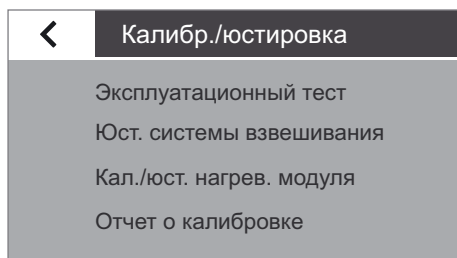 Калибр./юстировка
Эксплуатационный тест
Юст. системы взвешивания
Кал./юст. нагрев. модуля
Отчет о калибровке